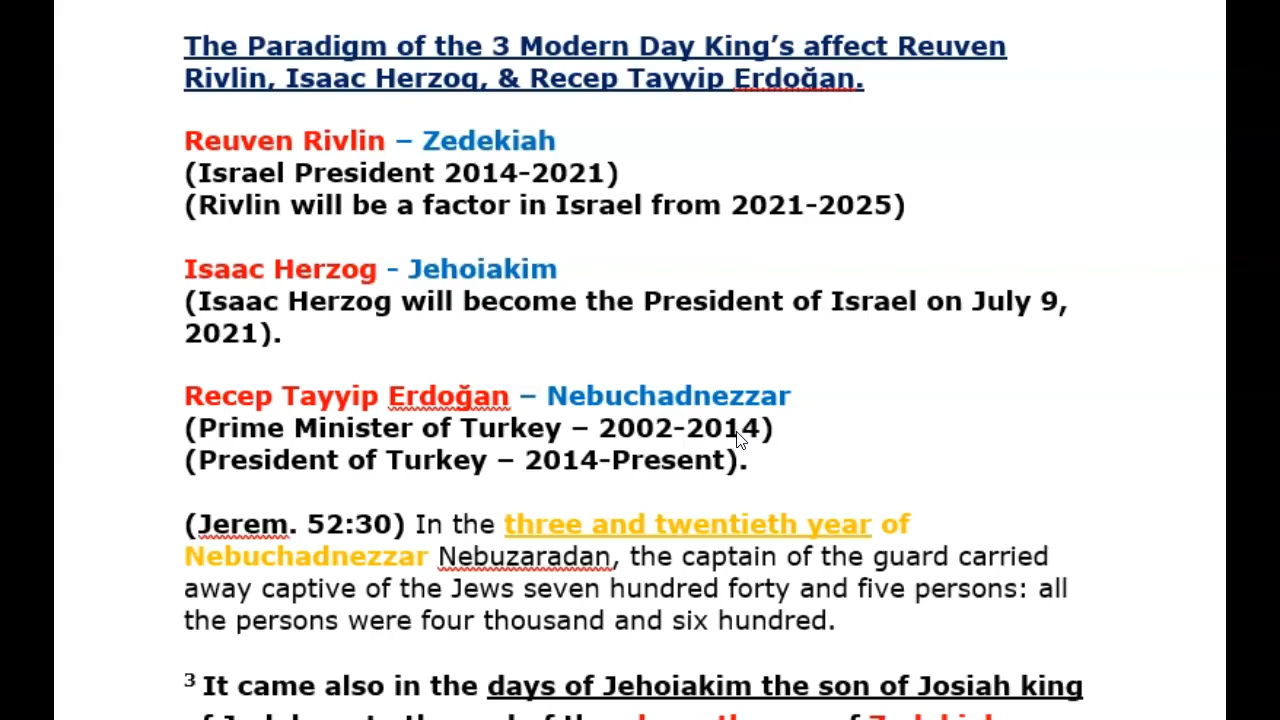 The Paradigm of the 3 Modern Day King's affect Reuven
Rivlin, Isaac Herzog, & Recep Tayyip Erdoğan.
Reuven Rivlin – Zedekiah
(Israel President 2014-2021)
(Rivlin will be a factor in Israel from 2021-2025)
Isaac Herzog - Jehoiakim
(Isaac Herzog will become the President of Israel on July 9,
2021).
Recep Tayyip Erdoğan – Nebuchadnezzar
(Prime Minister of Turkey – 2002-2014)
(President of Turkey – 2014-Present).
(Jerem. 52:30) In the three and twentieth year of
Nebuchadnezzar Nebuzaradan, the captain of the guard carried
away captive of the Jews seven hundred forty and five persons: all
the persons were four thousand and six hundred.
3 It came also in the days of Jehoiakim the son of Josiah king